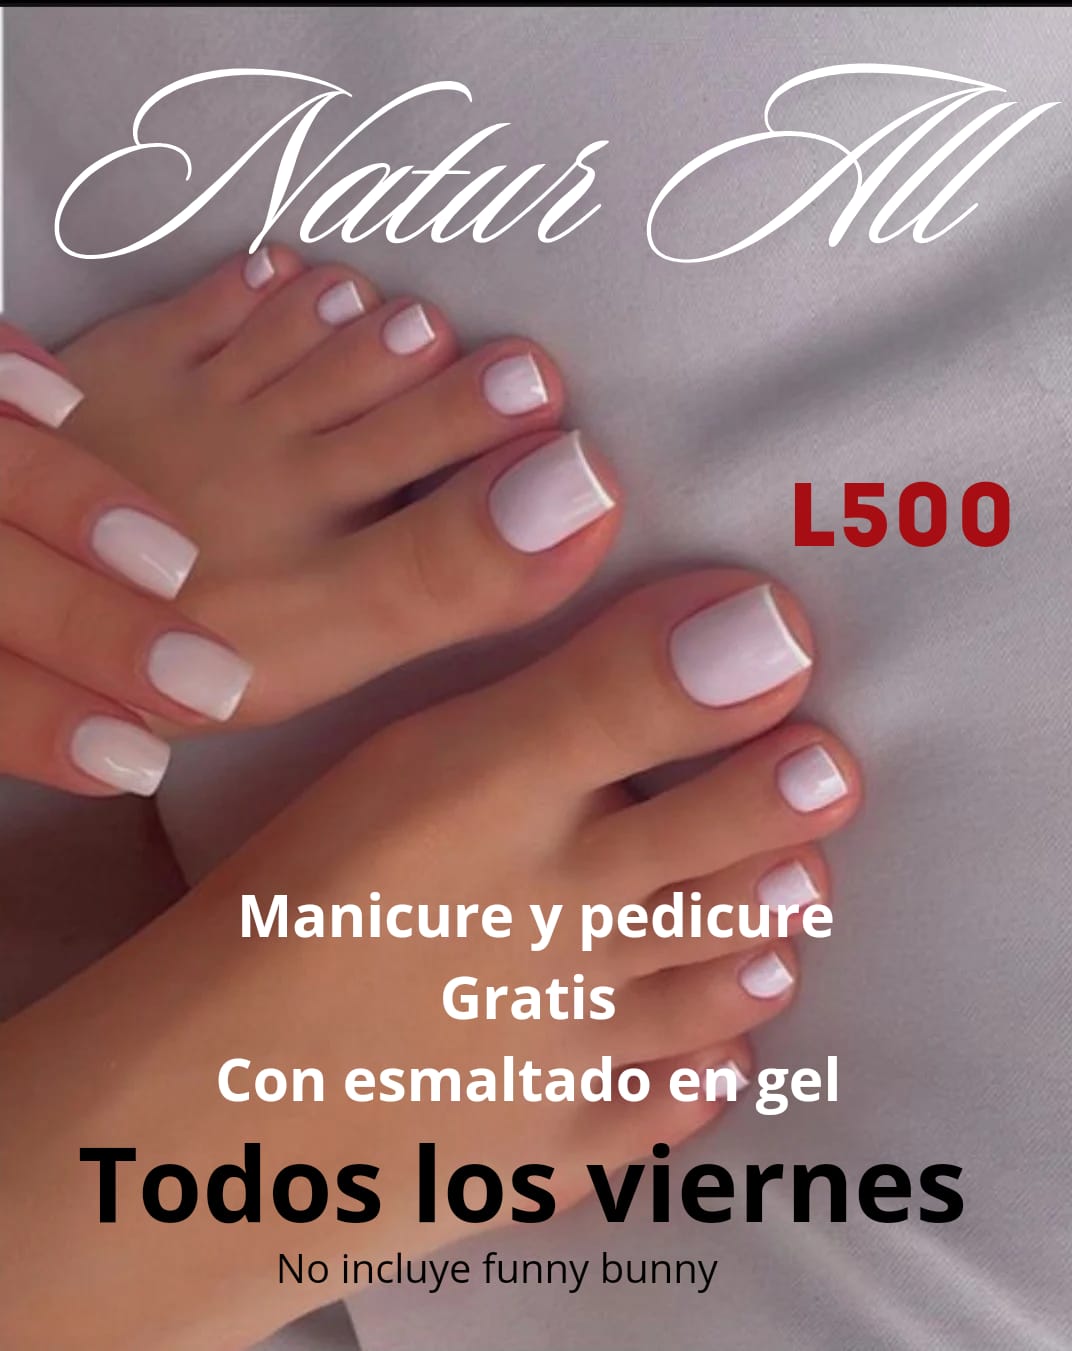 Natur All
L500
Manicure y pedicure
Gratis
Con esmaltado en gel
Todos los viernes
No incluye funny bunny